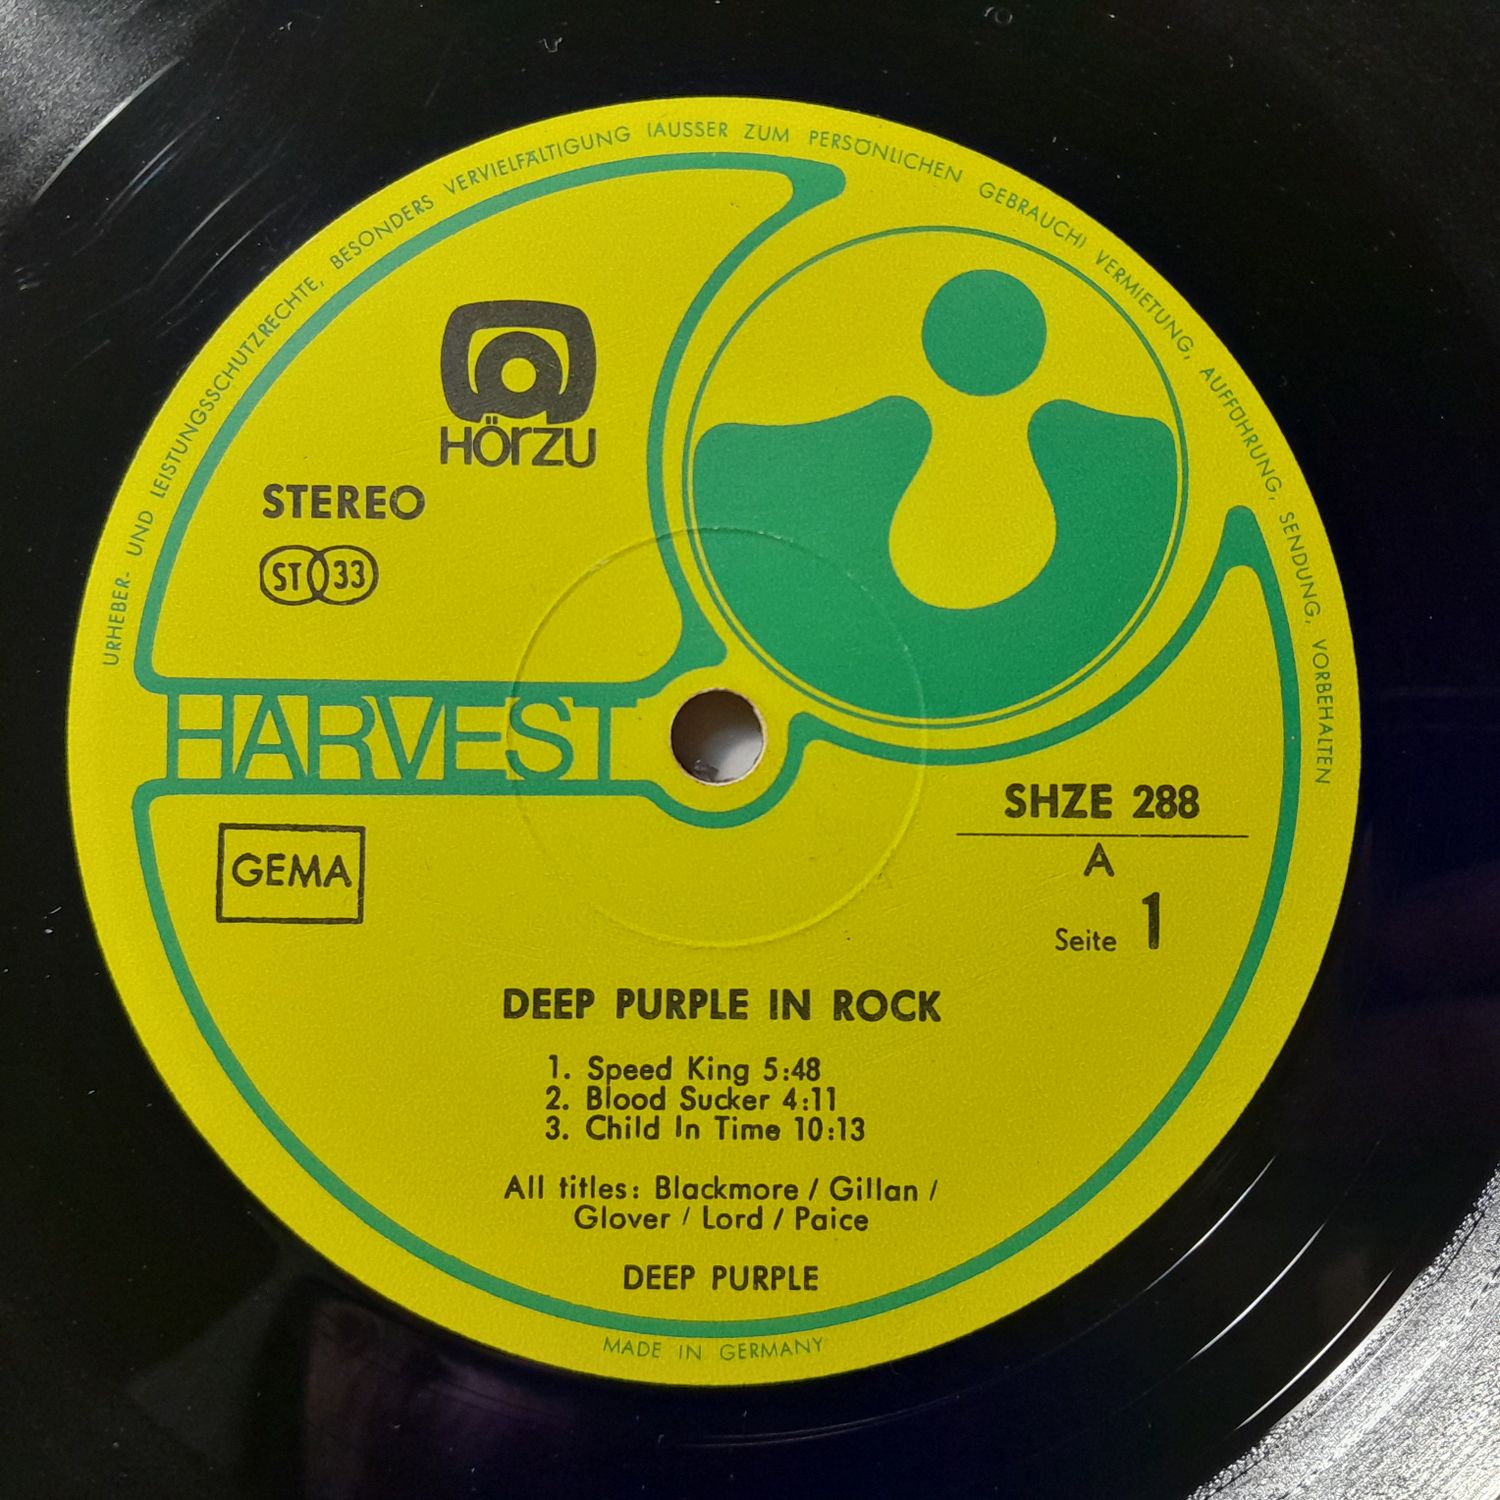 URHEBER- UND LEISTUNGSSCHUTZRECHTE, BESONDERS VERVIELFÄLTIGUNG (AUSSER ZUM PERSÖNLICHEN GEBRAUCH) VERMIETUNG, AUFFÜHRUNG, SENDUNG, VORBEHALTEN
HÖRZU
STEREO
ST 33
HARVEST
SHZE 288
A
Seite 1
GEMA
DEEP PURPLE IN ROCK
1. Speed King 5:48
2. Blood Sucker 4:11
3. Child In Time 10:13
All titles: Blackmore / Gillan /
Glover / Lord / Paice
DEEP PURPLE
MADE IN GERMANY